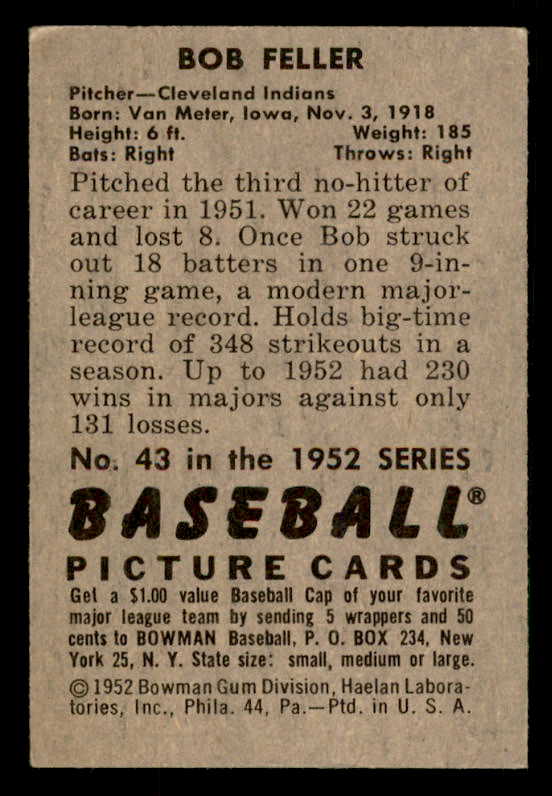 BOB FELLER
Pitcher—Cleveland Indians
Born: Van Meter, Iowa, Nov. 3, 1918
Height: 6 ft. Weight: 185
Bats: Right Throws: Right
Pitched the third no-hitter of
career in 1951. Won 22 games
and lost 8. Once Bob struck
out 18 batters in one 9-in-
ning game, a modern major-
league record. Holds big-time
record of 348 strikeouts in a
season. Up to 1952 had 230
wins in majors against only
131 losses.
No. 43 in the 1952 SERIES
BASEBALL®
PICTURE CARDS
Get a $1.00 value Baseball Cap of your favorite
major league team by sending 5 wrappers and 50
cents to BOWMAN Baseball, P. O. BOX 234, New
York 25, N. Y. State size: small, medium or large.
©1952 Bowman Gum Division, Haelan Labora-
tories, Inc., Phila. 44, Pa.—Ptd. in U. S. A.